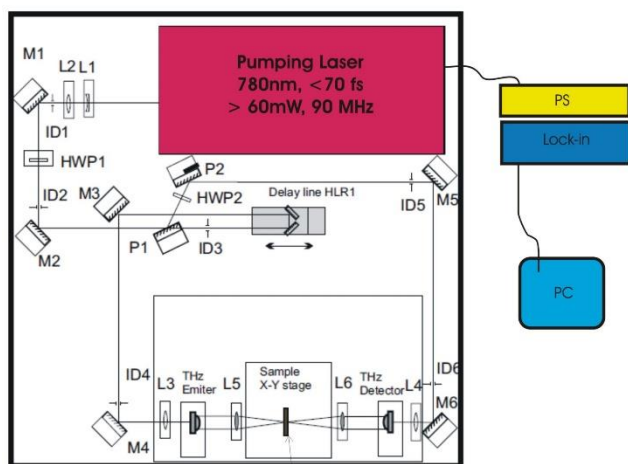 Pumping Laser
780nm, <70 fs
> 60mW, 90 MHz
PS
Lock-in
PC
M1
L2
L1
ID1
HWP1
ID2
M3
M2
P2
HWP2
P1
ID3
Delay line HLR1
ID5
M5
ID4
M4
L3
THz
Emiter
L5
Sample
X-Y stage
L6
THz
Detector
L4
ID6
M6